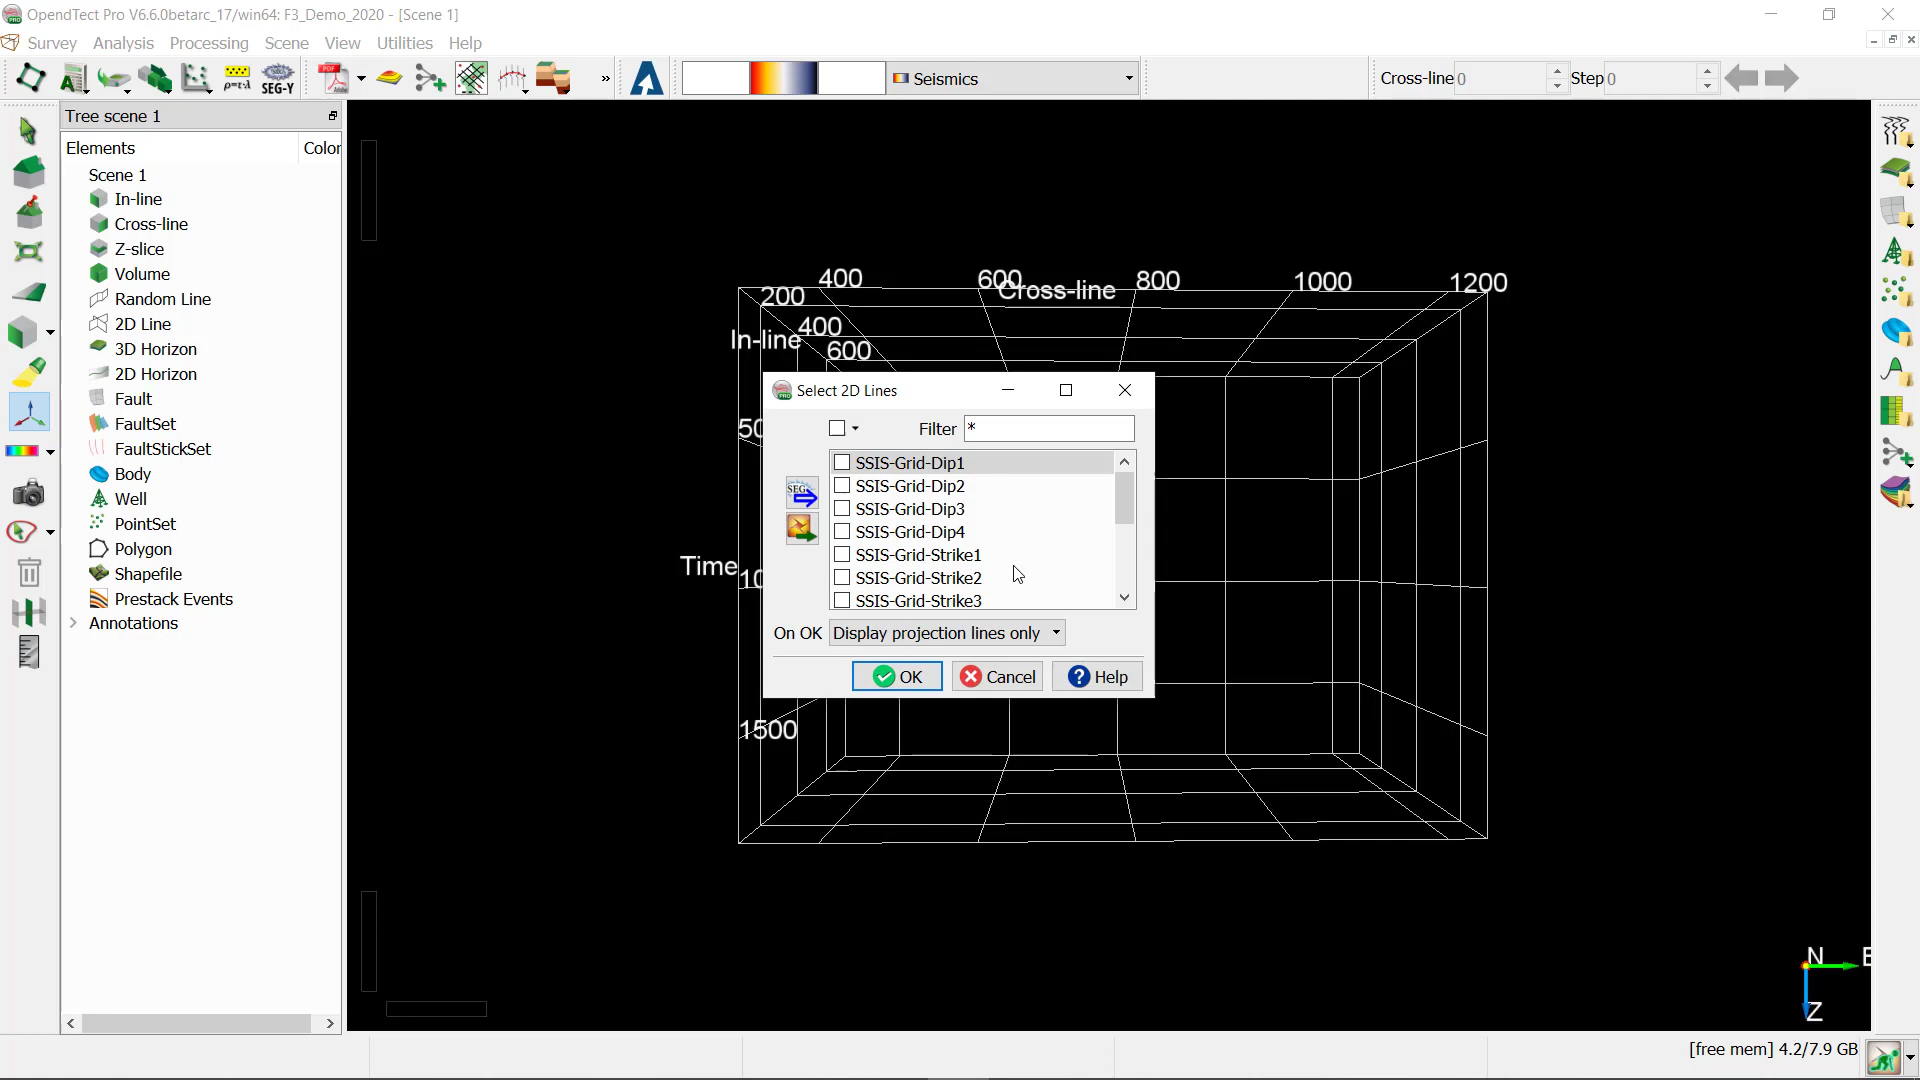 OpendTect Pro V6.6.0betarc_17/win64: F3_Demo_2020 - [Scene 1]
Survey Analysis Processing Scene View Utilities Help
PDF Adobe ρ=τ·λ SEG-Y » Seismics Cross-line 0 Step 0
Tree scene 1
Elements Color
Scene 1
In-line
Cross-line
Z-slice
Volume
Random Line
2D Line
3D Horizon
2D Horizon
Fault
FaultSet
FaultStickSet
Body
Well
PointSet
Polygon
Shapefile
Prestack Events
Annotations
400 600 Cross-line 800 1000 1200
200
In-line 400
600
50
Time 10
1500
Select 2D Lines
Filter *
SEG
SSIS-Grid-Dip1
SSIS-Grid-Dip2
SSIS-Grid-Dip3
SSIS-Grid-Dip4
SSIS-Grid-Strike1
SSIS-Grid-Strike2
SSIS-Grid-Strike3
On OK Display projection lines only
OK Cancel Help
N E
Z
[free mem] 4.2/7.9 GB